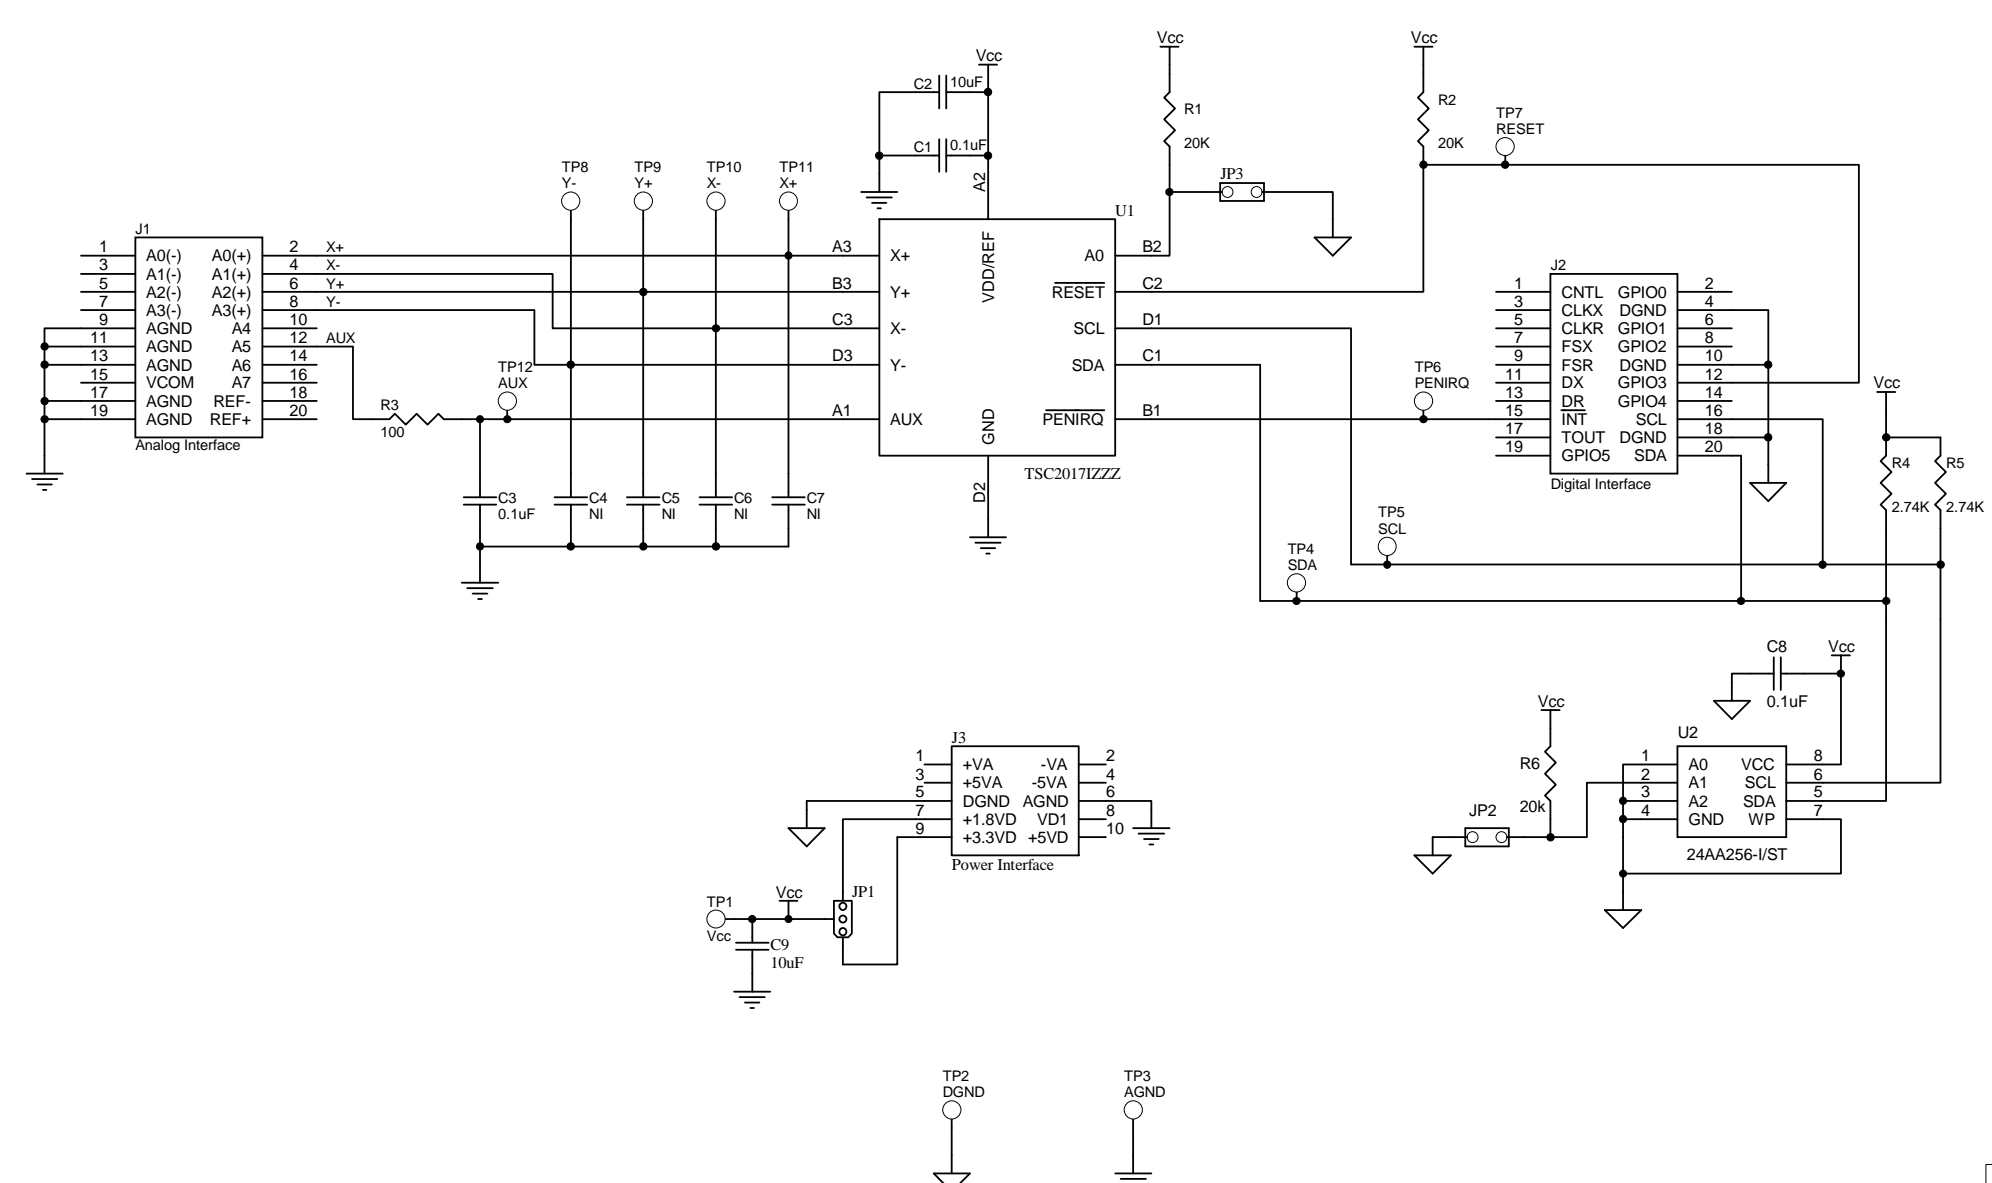 Vcc
Vcc
Vcc
C2
10uF
C1
0.1uF
A2
R1
20K
R2
20K
TP7
RESET
JP3
TP8
Y-
TP9
Y+
TP10
X-
TP11
X+
J1
1 A0(-) A0(+) 2 X+
3 A1(-) A1(+) 4 X-
5 A2(-) A2(+) 6 Y+
7 A3(-) A3(+) 8 Y-
9 AGND A4 10
11 AGND A5 12 AUX
13 AGND A6 14
15 VCOM A7 16
17 AGND REF- 18
19 AGND REF+ 20
Analog Interface
R3
100
TP12
AUX
U1
VDD/REF
A3 X+ A0 B2
B3 Y+ RESET C2
C3 X- SCL D1
D3 Y- SDA C1
A1 AUX PENIRQ B1
GND
D2
TSC2017IZZZ
C3
0.1uF
C4
NI
C5
NI
C6
NI
C7
NI
TP6
PENIRQ
J2
1 CNTL GPIO0 2
3 CLKX DGND 4
5 CLKR GPIO1 6
7 FSX GPIO2 8
9 FSR DGND 10
11 DX GPIO3 12
13 DR GPIO4 14
15 INT SCL 16
17 TOUT DGND 18
19 GPIO5 SDA 20
Digital Interface
Vcc
R4
2.74K
R5
2.74K
TP5
SCL
TP4
SDA
C8
0.1uF
Vcc
Vcc
R6
20k
JP2
U2
1 A0 VCC 8
2 A1 SCL 6
3 A2 SDA 5
4 GND WP 7
24AA256-I/ST
J3
1 +VA -VA 2
3 +5VA -5VA 4
5 DGND AGND 6
7 +1.8VD VD1 8
9 +3.3VD +5VD 10
Power Interface
JP1
Vcc
TP1
Vcc
C9
10uF
TP2
DGND
TP3
AGND